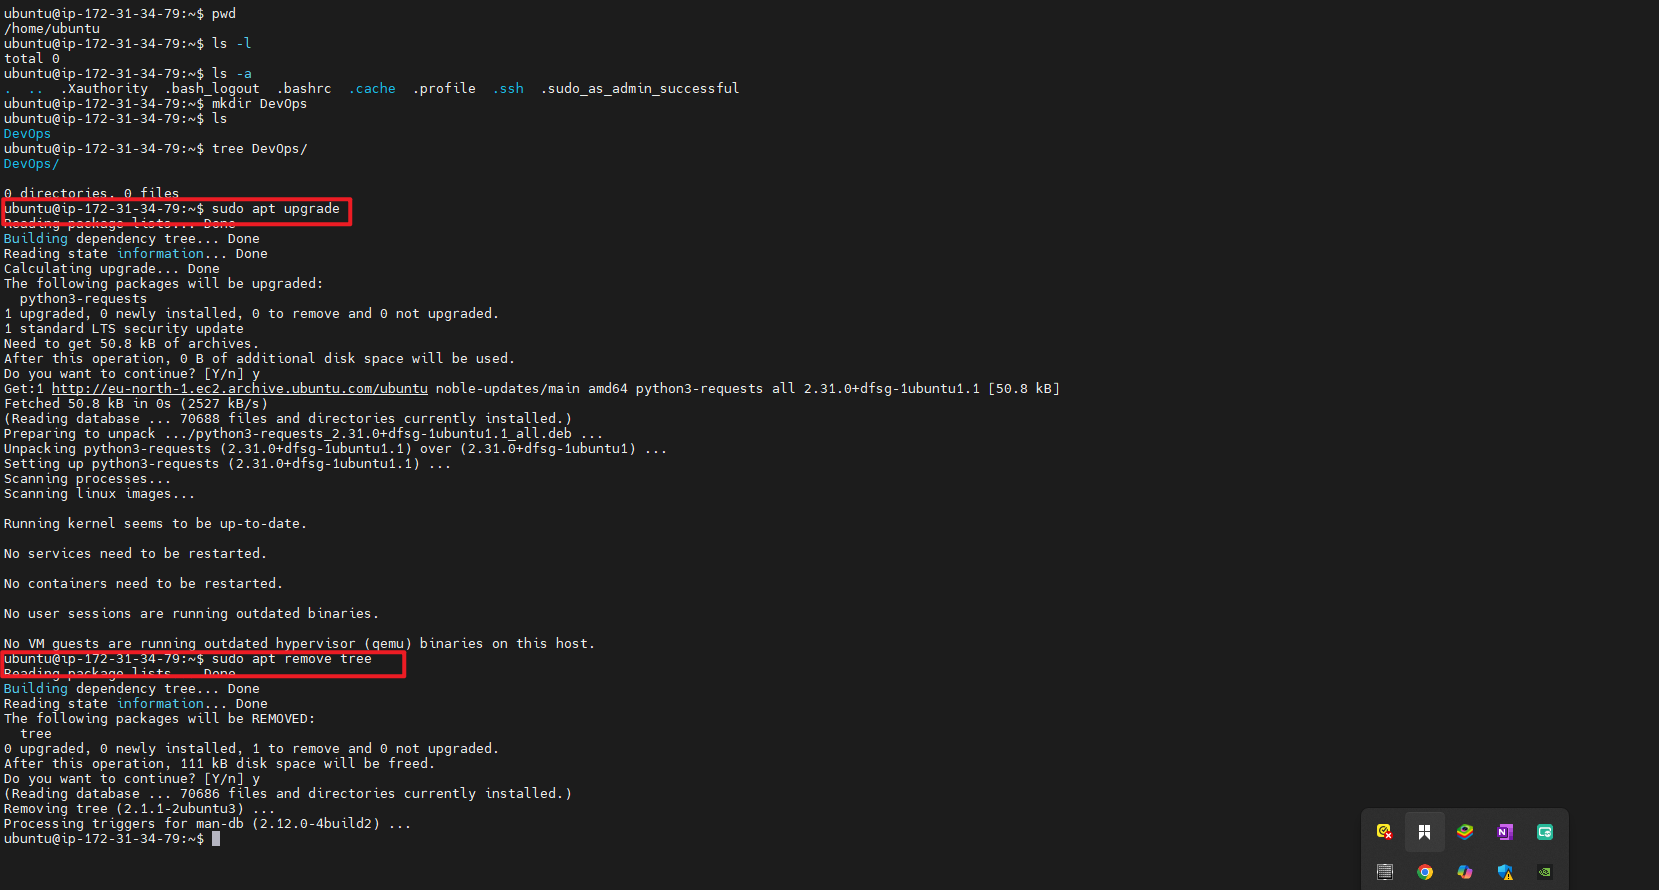 ubuntu@ip-172-31-34-79:~$ pwd
/home/ubuntu
ubuntu@ip-172-31-34-79:~$ ls -l
total 0
ubuntu@ip-172-31-34-79:~$ ls -a
.  ..  .Xauthority  .bash_logout  .bashrc  .cache  .profile  .ssh  .sudo_as_admin_successful
ubuntu@ip-172-31-34-79:~$ mkdir DevOps
ubuntu@ip-172-31-34-79:~$ ls
DevOps
ubuntu@ip-172-31-34-79:~$ tree DevOps/
DevOps/
0 directories, 0 files
ubuntu@ip-172-31-34-79:~$ sudo apt upgrade
Reading package lists... Done
Building dependency tree... Done
Reading state information... Done
Calculating upgrade... Done
The following packages will be upgraded:
  python3-requests
1 upgraded, 0 newly installed, 0 to remove and 0 not upgraded.
1 standard LTS security update
Need to get 50.8 kB of archives.
After this operation, 0 B of additional disk space will be used.
Do you want to continue? [Y/n] y
Get:1 http://eu-north-1.ec2.archive.ubuntu.com/ubuntu noble-updates/main amd64 python3-requests all 2.31.0+dfsg-1ubuntu1.1 [50.8 kB]
Fetched 50.8 kB in 0s (2527 kB/s)
(Reading database ... 70688 files and directories currently installed.)
Preparing to unpack .../python3-requests_2.31.0+dfsg-1ubuntu1.1_all.deb ...
Unpacking python3-requests (2.31.0+dfsg-1ubuntu1.1) over (2.31.0+dfsg-1ubuntu1) ...
Setting up python3-requests (2.31.0+dfsg-1ubuntu1.1) ...
Scanning processes...
Scanning linux images...
Running kernel seems to be up-to-date.
No services need to be restarted.
No containers need to be restarted.
No user sessions are running outdated binaries.
No VM guests are running outdated hypervisor (qemu) binaries on this host.
ubuntu@ip-172-31-34-79:~$ sudo apt remove tree
Reading package lists... Done
Building dependency tree... Done
Reading state information... Done
The following packages will be REMOVED:
  tree
0 upgraded, 0 newly installed, 1 to remove and 0 not upgraded.
After this operation, 111 kB disk space will be freed.
Do you want to continue? [Y/n] y
(Reading database ... 70686 files and directories currently installed.)
Removing tree (2.1.1-2ubuntu3) ...
Processing triggers for man-db (2.12.0-4build2) ...
ubuntu@ip-172-31-34-79:~$